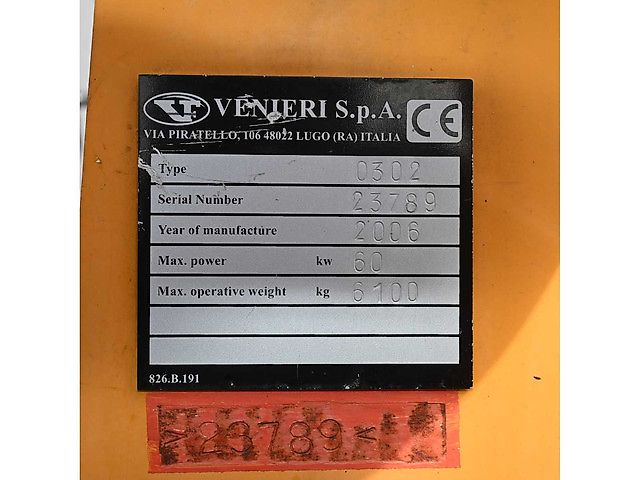 VENIERI S.p.A. CE
VIA PIRATELLO, 106 48022 LUGO (RA) ITALIA
Type 0302
Serial Number 23789
Year of manufacture 2006
Max. power kw 60
Max. operative weight kg 6100
826.B.191
23789